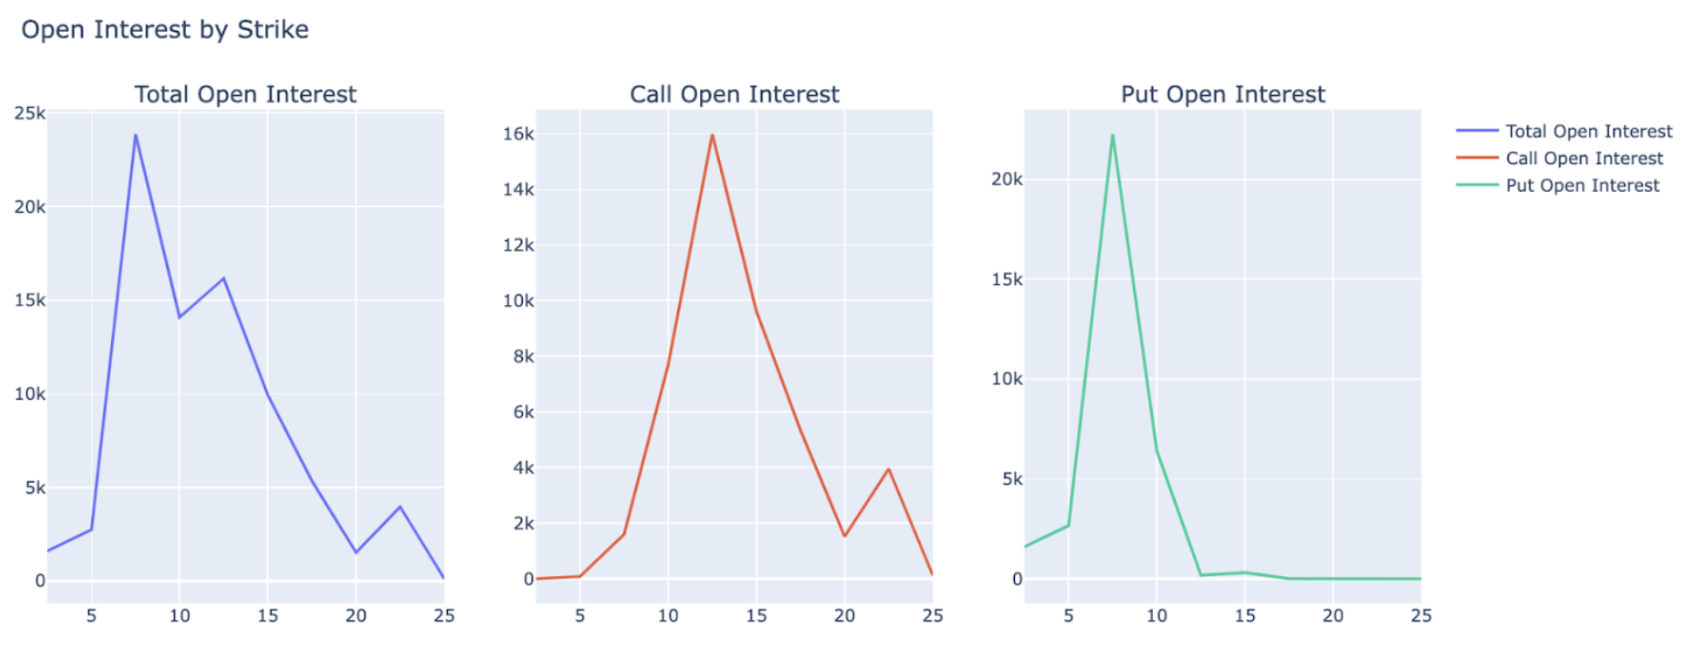 Open Interest by Strike
Total Open Interest
25k
20k
15k
10k
5k
0
5 10 15 20 25
Call Open Interest
16k
14k
12k
10k
8k
6k
4k
2k
0
5 10 15 20 25
Put Open Interest
20k
15k
10k
5k
0
5 10 15 20 25
Total Open Interest
Call Open Interest
Put Open Interest